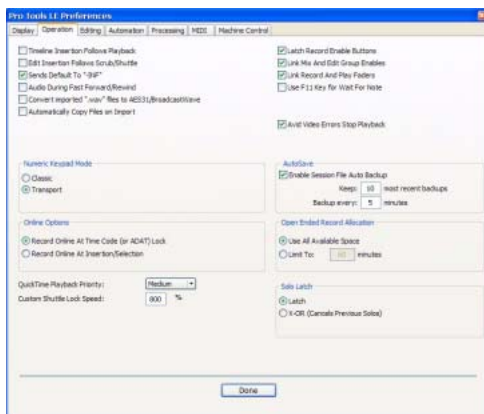 Pro Tools LE Preferences
Display Operation Editing Automation Processing MIDI Machine Control
Timeline Insertion Follows Playback
Edit Insertion Follows Scrub/Shuttle
Sends Default To "-INF"
Audio During Fast Forward/Rewind
Convert imported ".wav" files to AES31/BroadcastWave
Automatically Copy Files on Import
Latch Record Enable Buttons
Link Mix And Edit Group Enables
Link Record And Play Faders
Use F11 Key for Wait For Note
Avid Video Errors Stop Playback
Numeric Keypad Mode
Classic
Transport
AutoSave
Enable Session File Auto Backup
Keep: 10 most recent backups
Backup every: 5 minutes
Online Options
Record Online At Time Code (or ADAT) Lock
Record Online At Insertion/Selection
Open Ended Record Allocation
Use All Available Space
Limit To: minutes
QuickTime Playback Priority: Medium
Custom Shuttle Lock Speed: 800 %
Solo Latch
Latch
X-OR (Cancels Previous Solos)
Done